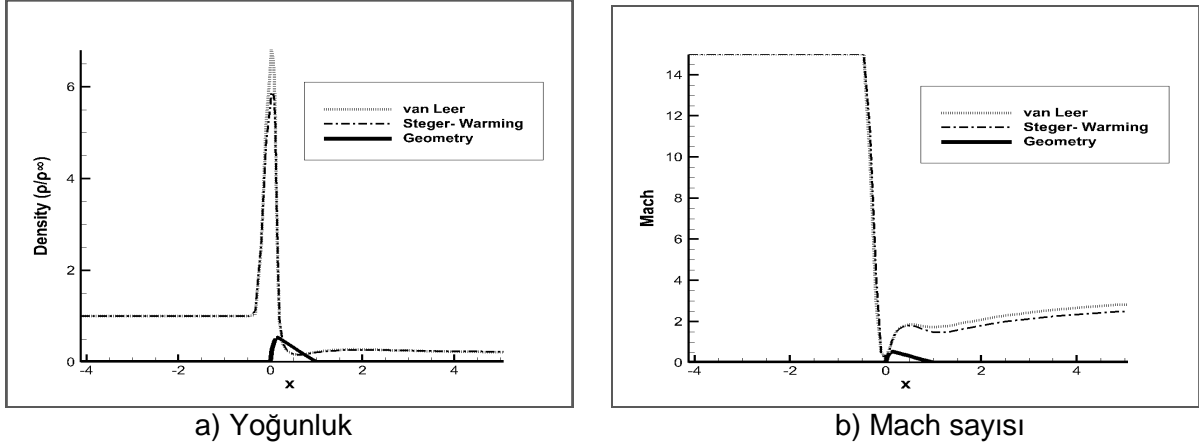 Density (ρ/ρ∞)
6
4
2
0
-4
-2
0
2
4
x
van Leer
Steger- Warming
Geometry
a) Yoğunluk
Mach
14
12
10
8
6
4
2
0
-4
-2
0
2
4
x
van Leer
Steger- Warming
Geometry
b) Mach sayısı